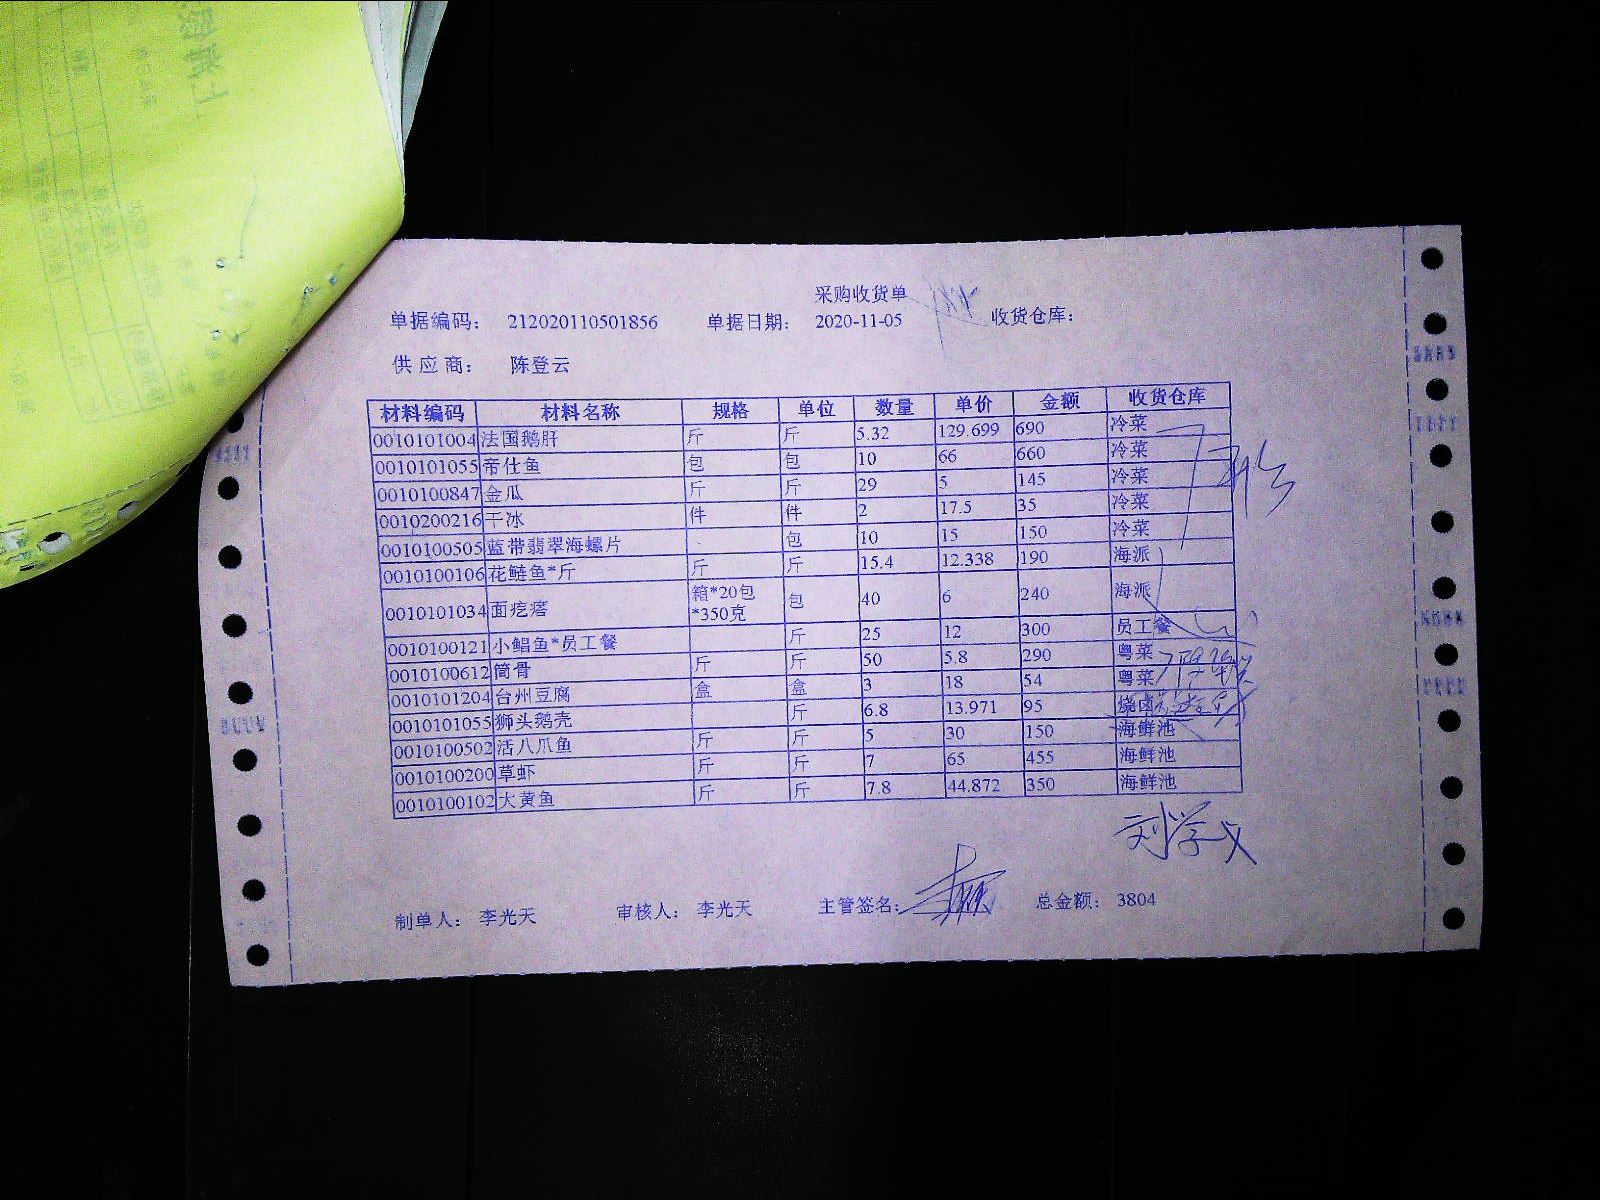 采购收货单
单据编码： 212020110501856 单据日期： 2020-11-05 收货仓库：
供应商： 陈登云
材料编码 材料名称 规格 单位 数量 单价 金额 收货仓库
0010101004 法国鹅肝 斤 斤 5.32 129.699 690 冷菜
0010101055 帝仕鱼 包 包 10 66 660 冷菜
0010100847 金瓜 斤 斤 29 5 145 冷菜
0010200216 干冰 件 件 2 17.5 35 冷菜
0010100505 蓝带翡翠海螺片 包 10 15 150 冷菜
0010100106 花鲢鱼*斤 斤 斤 15.4 12.338 190 海派
0010101034 面疙瘩 箱*20包*350克 包 40 6 240 海派
0010100121 小鲳鱼*员工餐 斤 25 12 300 员工餐
0010100612 筒骨 斤 斤 50 5.8 290 粤菜
0010101204 台州豆腐 盒 盒 3 18 54 粤菜
0010101055 狮头鹅壳 斤 6.8 13.971 95 烧卤
0010100502 活八爪鱼 斤 斤 5 30 150 海鲜池
0010100200 草虾 斤 斤 7 65 455 海鲜池
0010100102 大黄鱼 斤 斤 7.8 44.872 350 海鲜池
刘学义
制单人： 李光天 审核人： 李光天 主管签名： 总金额： 3804